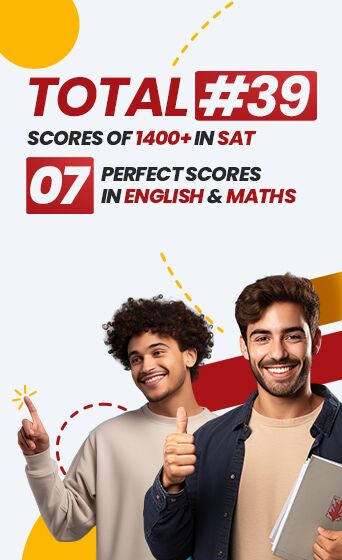 TOTAL #39
SCORES OF 1400+ IN SAT
07 PERFECT SCORES
IN ENGLISH & MATHS